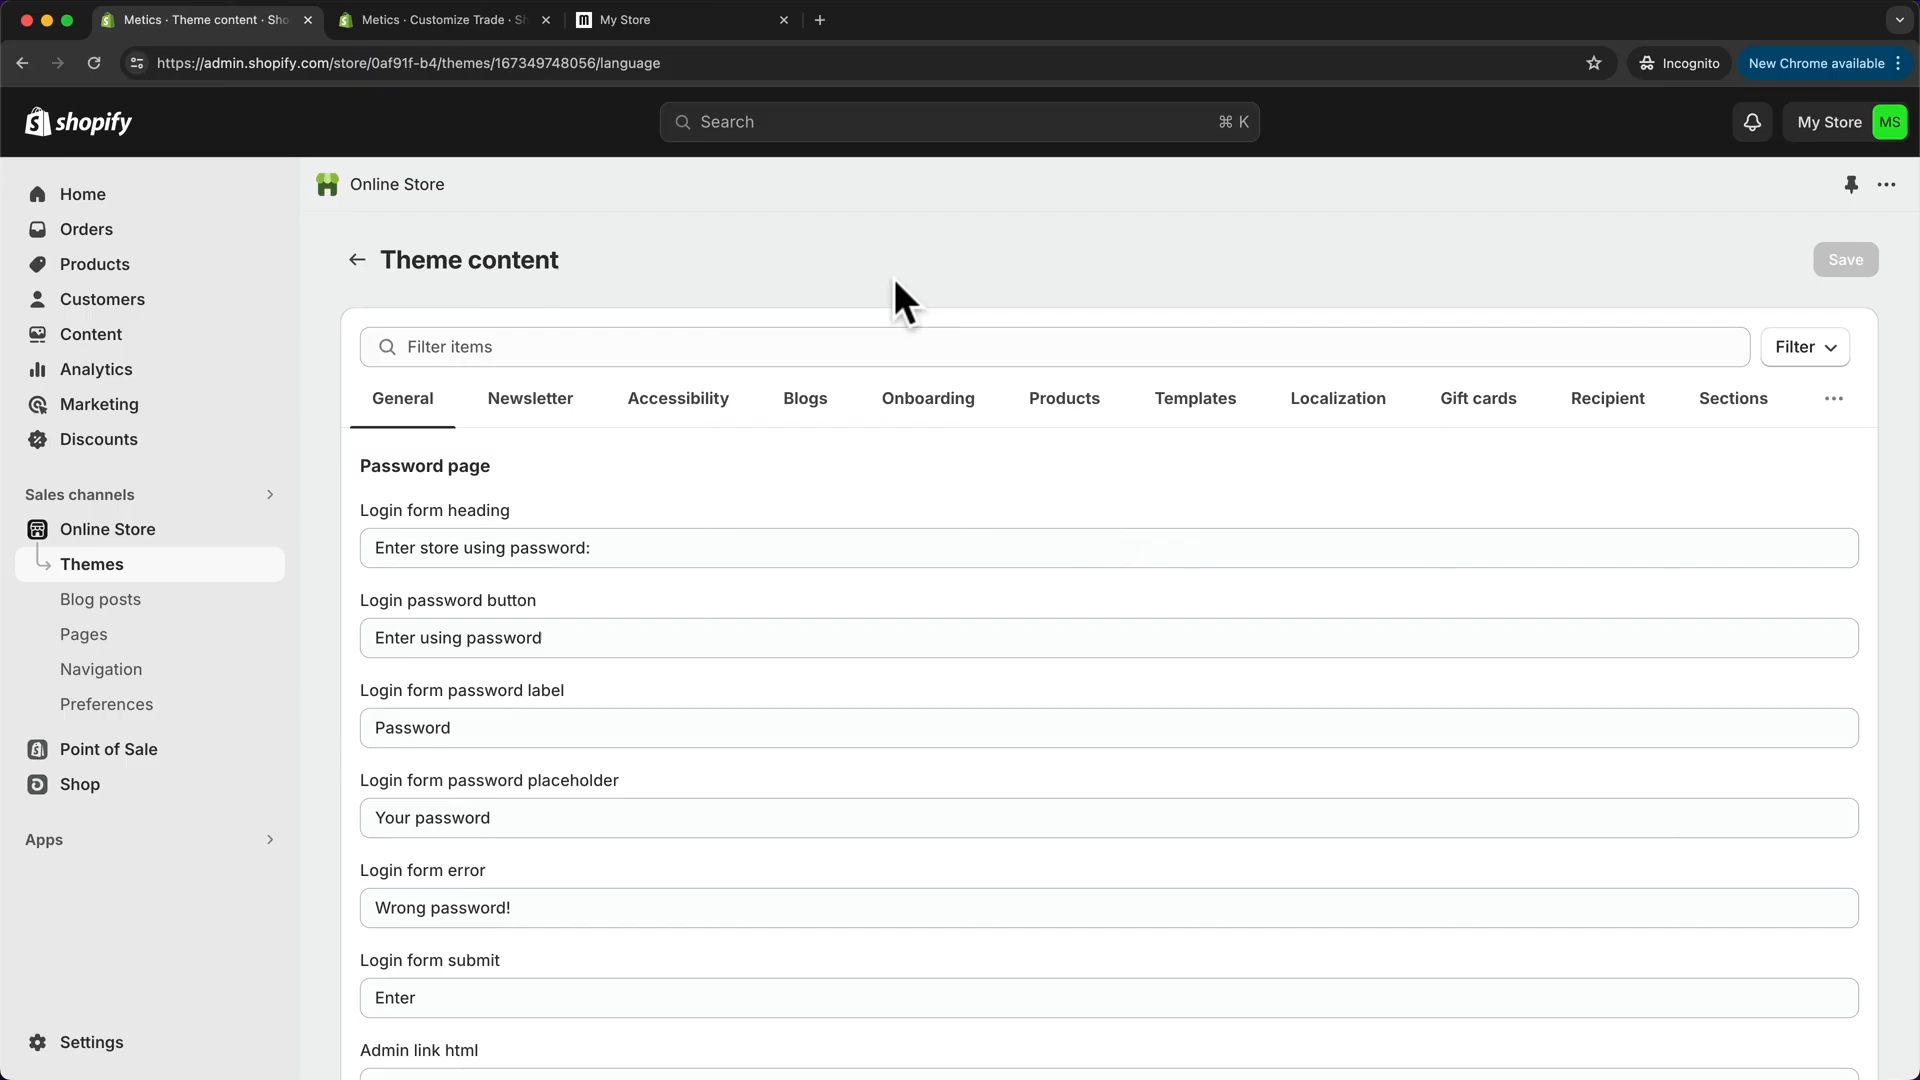 Metics · Theme content · Sho
Metics · Customize Trade · Sh
My Store
https://admin.shopify.com/store/0af91f-b4/themes/167349748056/language
Incognito
New Chrome available
shopify
Search
⌘ K
My Store
MS
Home
Orders
Products
Customers
Content
Analytics
Marketing
Discounts
Sales channels
Online Store
Themes
Blog posts
Pages
Navigation
Preferences
Point of Sale
Shop
Apps
Settings
Online Store
Theme content
Save
Filter items
Filter
General
Newsletter
Accessibility
Blogs
Onboarding
Products
Templates
Localization
Gift cards
Recipient
Sections
Password page
Login form heading
Enter store using password:
Login password button
Enter using password
Login form password label
Password
Login form password placeholder
Your password
Login form error
Wrong password!
Login form submit
Enter
Admin link html